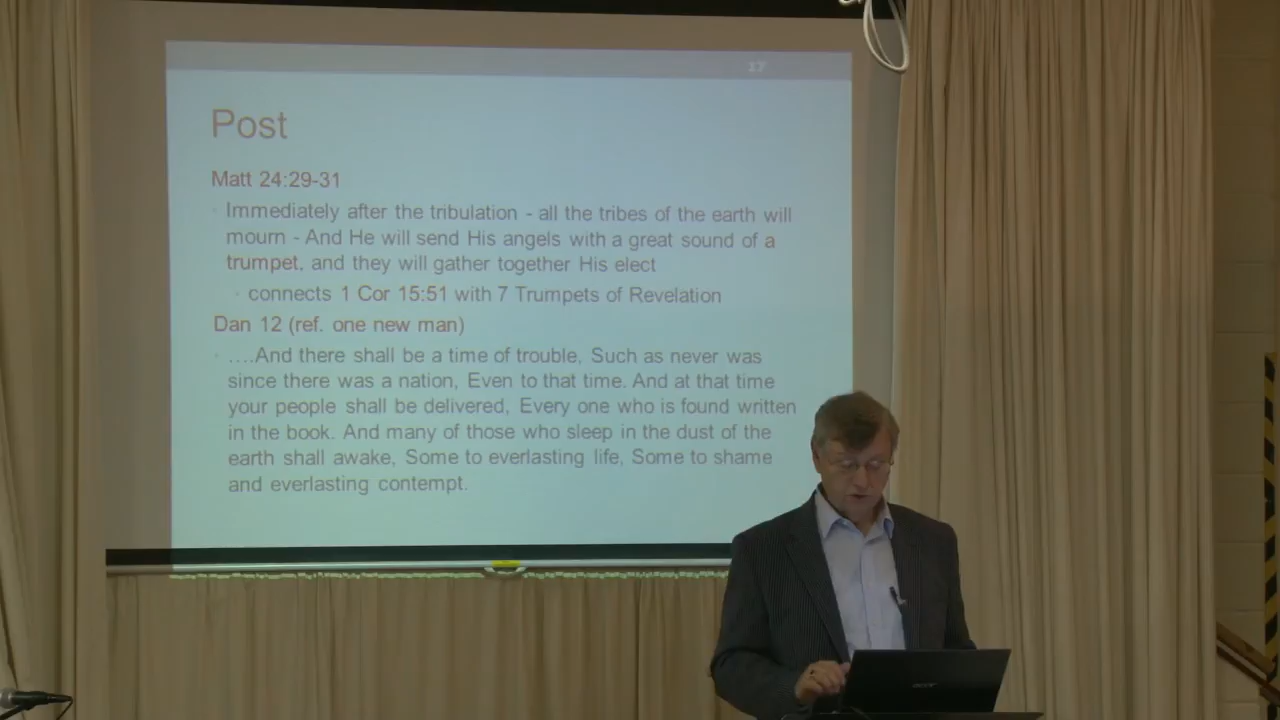 17
Post
Matt 24:29-31
Immediately after the tribulation - all the tribes of the earth will
mourn - And He will send His angels with a great sound of a
trumpet, and they will gather together His elect
connects 1 Cor 15:51 with 7 Trumpets of Revelation
Dan 12 (ref. one new man)
....And there shall be a time of trouble, Such as never was
since there was a nation, Even to that time. And at that time
your people shall be delivered, Every one who is found written
in the book. And many of those who sleep in the dust of the
earth shall awake, Some to everlasting life, Some to shame
and everlasting contempt.
acer